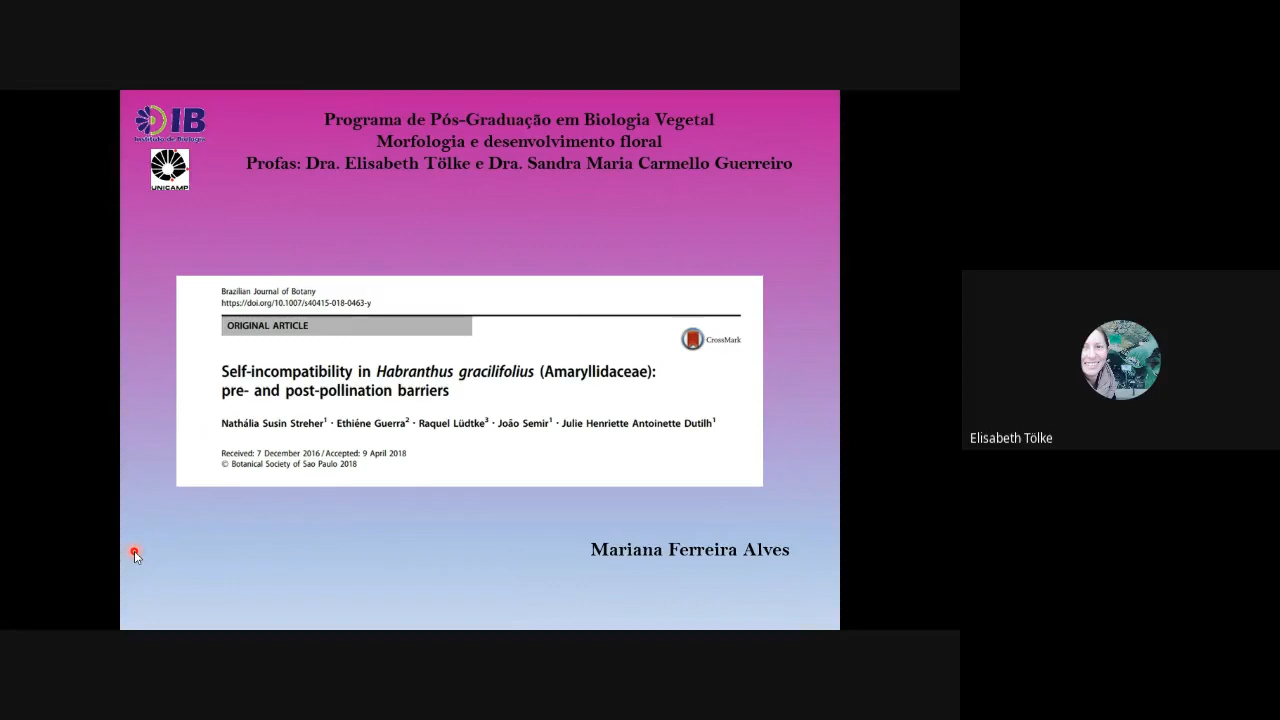 IB
Instituto de Biologia
UNICAMP
Programa de Pós-Graduação em Biologia Vegetal
Morfologia e desenvolvimento floral
Profas: Dra. Elisabeth Tölke e Dra. Sandra Maria Carmello Guerreiro
Brazilian Journal of Botany
https://doi.org/10.1007/s40415-018-0463-y
ORIGINAL ARTICLE
CrossMark
Self-incompatibility in Habranthus gracilifolius (Amaryllidaceae):
pre- and post-pollination barriers
Nathália Susin Streher¹ · Ethiéne Guerra² · Raquel Lüdtke³ · João Semir¹ · Julie Henriette Antoinette Dutilh¹
Received: 7 December 2016 / Accepted: 9 April 2018
© Botanical Society of Sao Paulo 2018
Mariana Ferreira Alves
Elisabeth Tölke